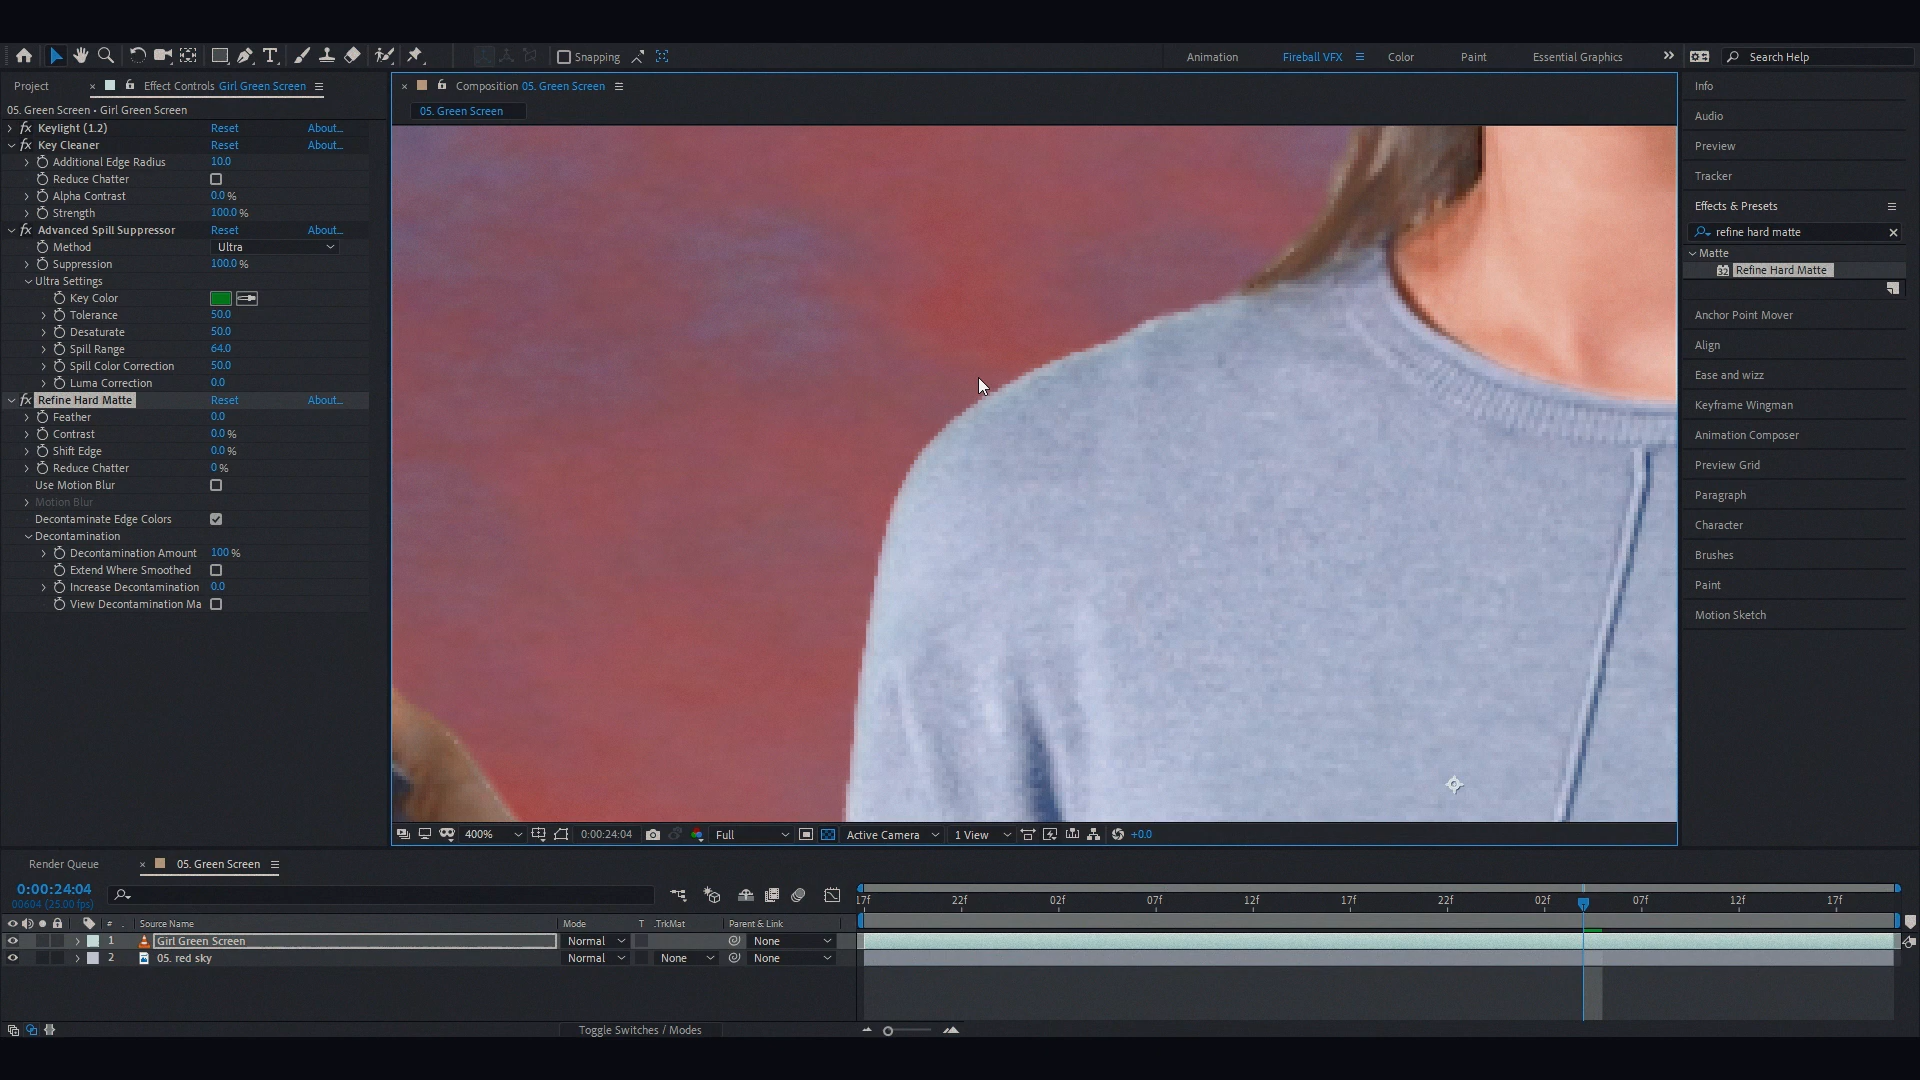 Snapping
Animation
Fireball VFX
Color
Paint
Essential Graphics
Search Help
Project
Effect Controls Girl Green Screen
Composition 05. Green Screen
Info
05. Green Screen • Girl Green Screen
05. Green Screen
Audio
Keylight (1.2) Reset About...
Key Cleaner Reset About...
Preview
Additional Edge Radius 10.0
Reduce Chatter
Tracker
Alpha Contrast 0.0 %
Strength 100.0 %
Effects & Presets
Advanced Spill Suppressor Reset About...
refine hard matte
Method Ultra
Matte
Suppression 100.0 %
Refine Hard Matte
Ultra Settings
Key Color
Tolerance 50.0
Anchor Point Mover
Desaturate 50.0
Spill Range 64.0
Align
Spill Color Correction 50.0
Ease and wizz
Luma Correction 0.0
Refine Hard Matte Reset About...
Keyframe Wingman
Feather 0.0
Contrast 0.0 %
Animation Composer
Shift Edge 0.0 %
Reduce Chatter 0 %
Preview Grid
Use Motion Blur
Paragraph
Motion Blur
Decontaminate Edge Colors
Character
Decontamination
Decontamination Amount 100 %
Brushes
Extend Where Smoothed
Paint
Increase Decontamination 0.0
View Decontamination Ma
Motion Sketch
400%
0:00:24:04
Full
Active Camera
1 View
+0.0
Render Queue
05. Green Screen
0:00:24:04
00604 (25.00 fps)
17f 22f 02f 07f 12f 17f 22f 02f 07f 12f 17f
# . Source Name Mode T .TrkMat Parent & Link
1 Girl Green Screen Normal None
2 05. red sky Normal None None
Toggle Switches / Modes